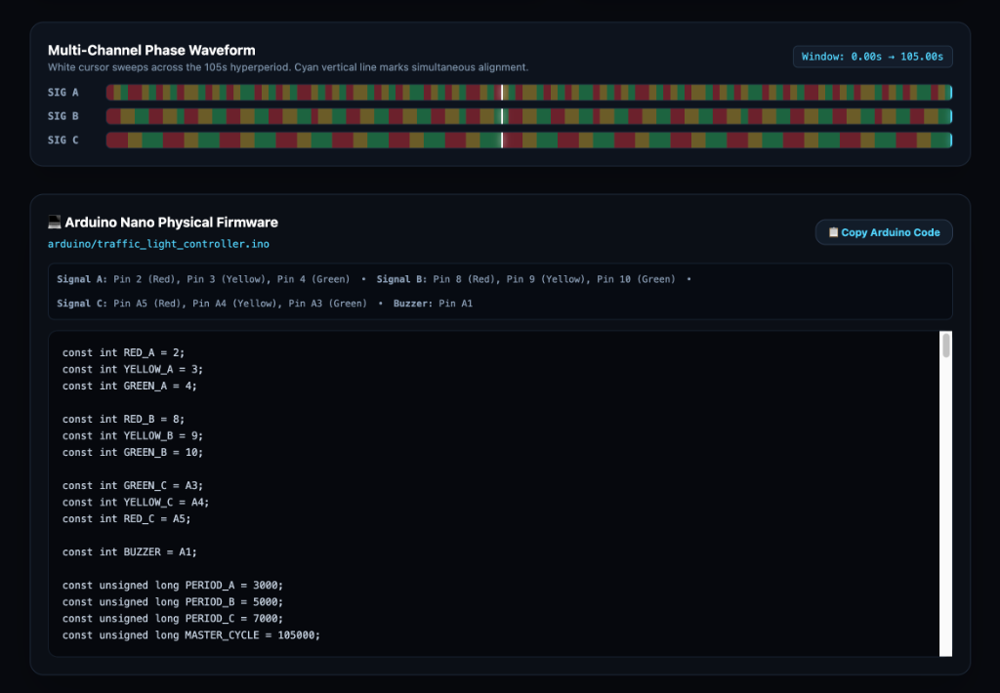 Multi-Channel Phase Waveform
White cursor sweeps across the 105s hyperperiod. Cyan vertical line marks simultaneous alignment.
Window: 0.00s → 105.00s
SIG A
SIG B
SIG C
Arduino Nano Physical Firmware
arduino/traffic_light_controller.ino
Copy Arduino Code
Signal A: Pin 2 (Red), Pin 3 (Yellow), Pin 4 (Green) • Signal B: Pin 8 (Red), Pin 9 (Yellow), Pin 10 (Green) •
Signal C: Pin A5 (Red), Pin A4 (Yellow), Pin A3 (Green) • Buzzer: Pin A1
const int RED_A = 2;
const int YELLOW_A = 3;
const int GREEN_A = 4;
const int RED_B = 8;
const int YELLOW_B = 9;
const int GREEN_B = 10;
const int GREEN_C = A3;
const int YELLOW_C = A4;
const int RED_C = A5;
const int BUZZER = A1;
const unsigned long PERIOD_A = 3000;
const unsigned long PERIOD_B = 5000;
const unsigned long PERIOD_C = 7000;
const unsigned long MASTER_CYCLE = 105000;